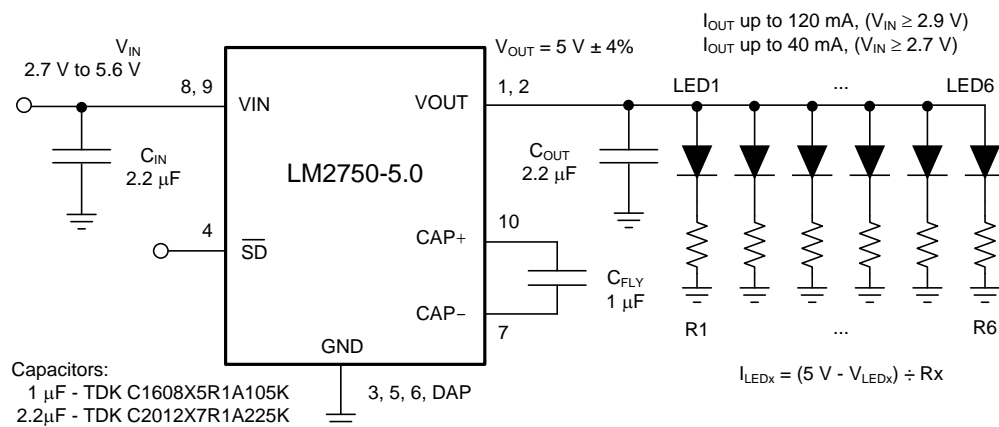 I_OUT up to 120 mA, (V_IN ≥ 2.9 V)
I_OUT up to 40 mA, (V_IN ≥ 2.7 V)
V_IN
2.7 V to 5.6 V
V_OUT = 5 V ± 4%
8, 9
1, 2
VIN
VOUT
LED1
...
LED6
C_IN
2.2 μF
LM2750-5.0
C_OUT
2.2 μF
4
SD
10
CAP+
C_FLY
1 μF
CAP−
7
R1
...
R6
GND
3, 5, 6, DAP
I_LEDx = (5 V - V_LEDx) ÷ Rx
Capacitors:
1 μF - TDK C1608X5R1A105K
2.2μF - TDK C2012X7R1A225K